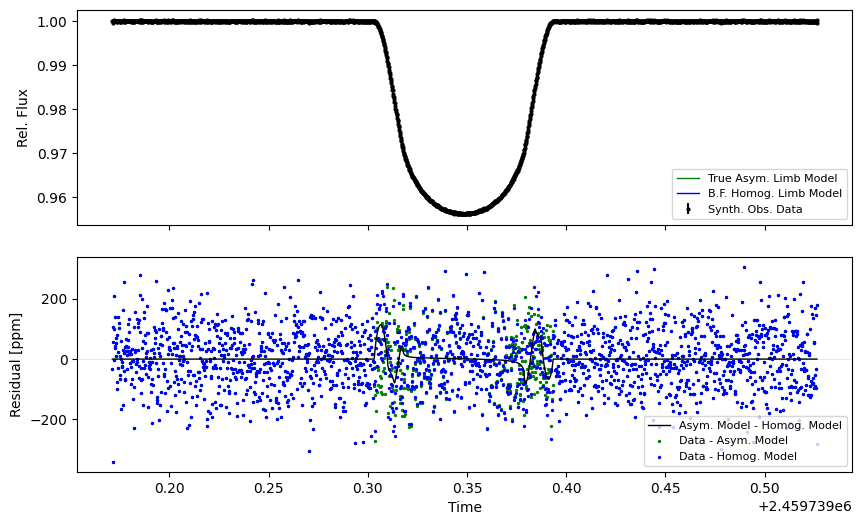 1.00
0.99
0.98
0.97
0.96
Rel. Flux
True Asym. Limb Model
B.F. Homog. Limb Model
Synth. Obs. Data
200
0
−200
Residual [ppm]
Asym. Model - Homog. Model
Data - Asym. Model
Data - Homog. Model
0.20 0.25 0.30 0.35 0.40 0.45 0.50
Time
+2.459739e6